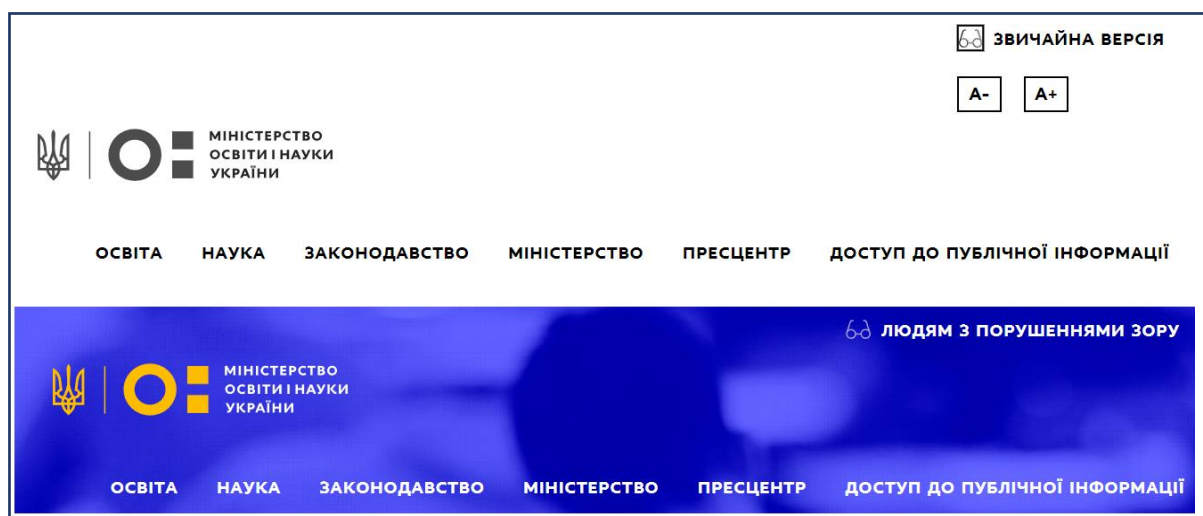 ЗВИЧАЙНА ВЕРСІЯ
A- A+
МІНІСТЕРСТВО
ОСВІТИ І НАУКИ
УКРАЇНИ
ОСВІТА НАУКА ЗАКОНОДАВСТВО МІНІСТЕРСТВО ПРЕСЦЕНТР ДОСТУП ДО ПУБЛІЧНОЇ ІНФОРМАЦІЇ
ЛЮДЯМ З ПОРУШЕННЯМИ ЗОРУ
МІНІСТЕРСТВО
ОСВІТИ І НАУКИ
УКРАЇНИ
ОСВІТА НАУКА ЗАКОНОДАВСТВО МІНІСТЕРСТВО ПРЕСЦЕНТР ДОСТУП ДО ПУБЛІЧНОЇ ІНФОРМАЦІЇ